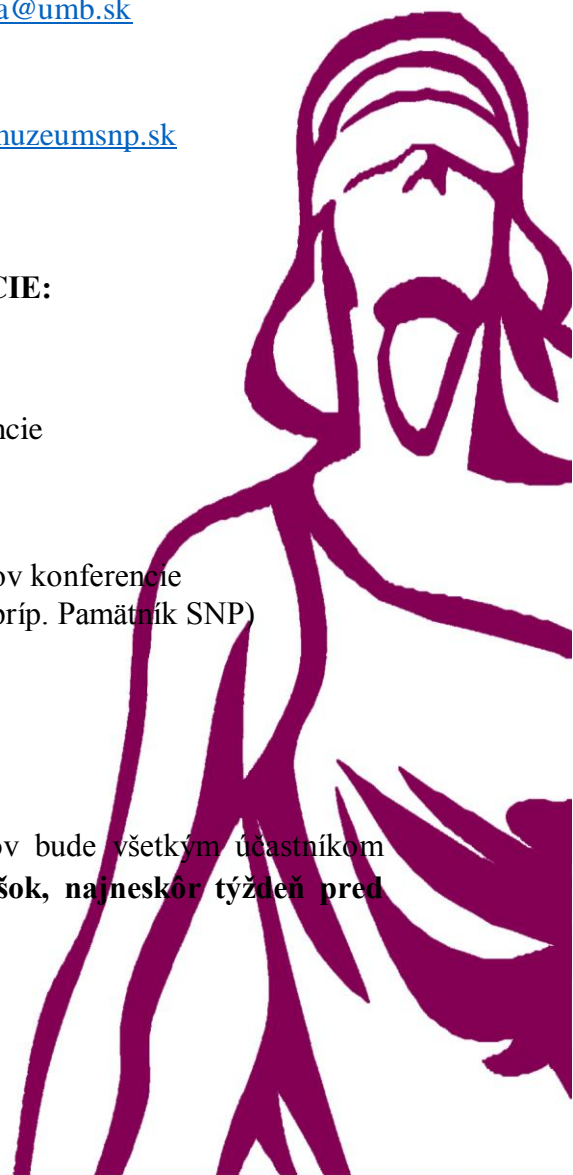 a@umb.sk
muzeumsnp.sk
CIE:
ncie
ov konferencie
príp. Pamätník SNP)
ov bude všetkým účastníkom
šok, najneskôr týždeň pred